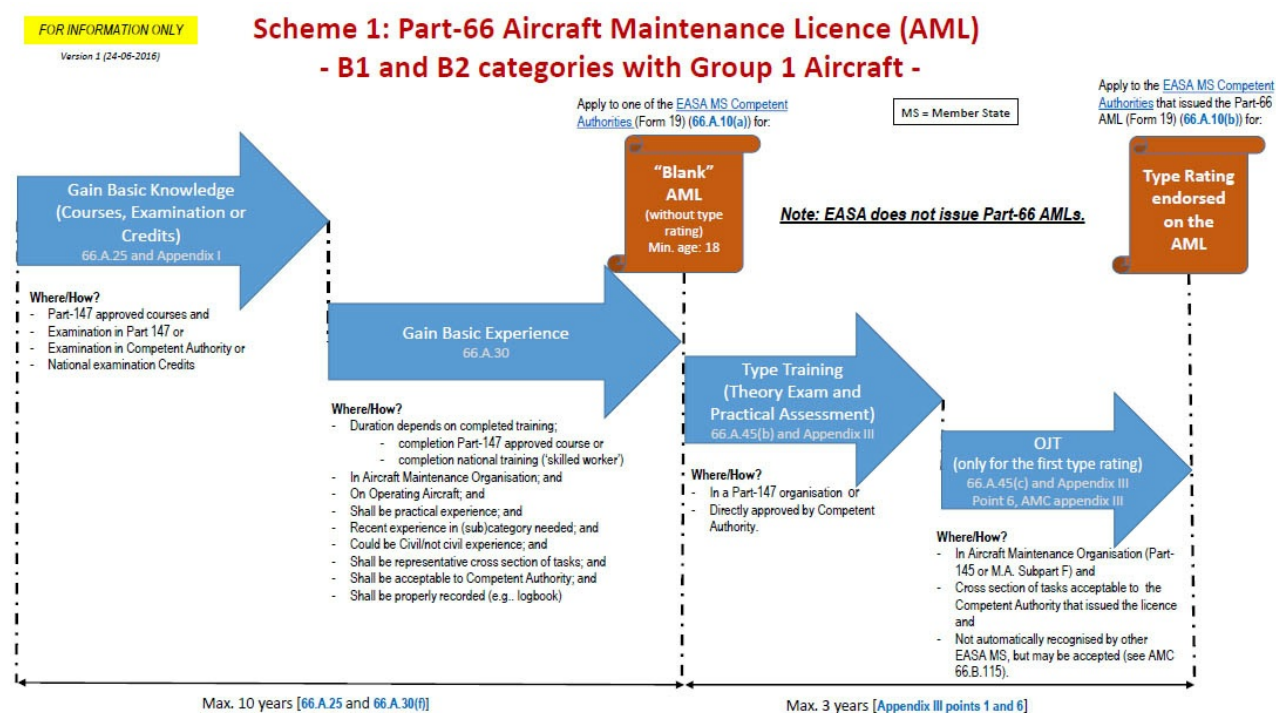 FOR INFORMATION ONLY
Version 1 (24-06-2016)
Scheme 1: Part-66 Aircraft Maintenance Licence (AML)
- B1 and B2 categories with Group 1 Aircraft -
Apply to one of the EASA MS Competent
Authorities (Form 19) (66.A.10(a)) for:
MS = Member State
Apply to the EASA MS Competent
Authorities that issued the Part-66
AML (Form 19) (66.A.10(b)) for:
"Blank"
AML
(without type
rating)
Min. age: 18
Note: EASA does not issue Part-66 AMLs.
Type Rating
endorsed
on the
AML
Gain Basic Knowledge
(Courses, Examination or
Credits)
66.A.25 and Appendix I
Where/How?
- Part-147 approved courses and
- Examination in Part 147 or
- Examination in Competent Authority or
- National examination Credits
Gain Basic Experience
66.A.30
Where/How?
- Duration depends on completed training;
- completion Part-147 approved course or
- completion national training ('skilled worker')
- In Aircraft Maintenance Organisation; and
- On Operating Aircraft; and
- Shall be practical experience; and
- Recent experience in (sub)category needed; and
- Could be Civil/not civil experience; and
- Shall be representative cross section of tasks; and
- Shall be acceptable to Competent Authority; and
- Shall be properly recorded (e.g.. logbook)
Type Training
(Theory Exam and
Practical Assessment)
66.A.45(b) and Appendix III
Where/How?
- In a Part-147 organisation or
- Directly approved by Competent
Authority.
OJT
(only for the first type rating)
66.A.45(c) and Appendix III
Point 6, AMC appendix III
Where/How?
- In Aircraft Maintenance Organisation (Part-
145 or M.A. Subpart F) and
- Cross section of tasks acceptable to the
Competent Authority that issued the licence
and
- Not automatically recognised by other
EASA MS, but may be accepted (see AMC
66.B.115).
Max. 10 years [66.A.25 and 66.A.30(f)]
Max. 3 years [Appendix III points 1 and 6]